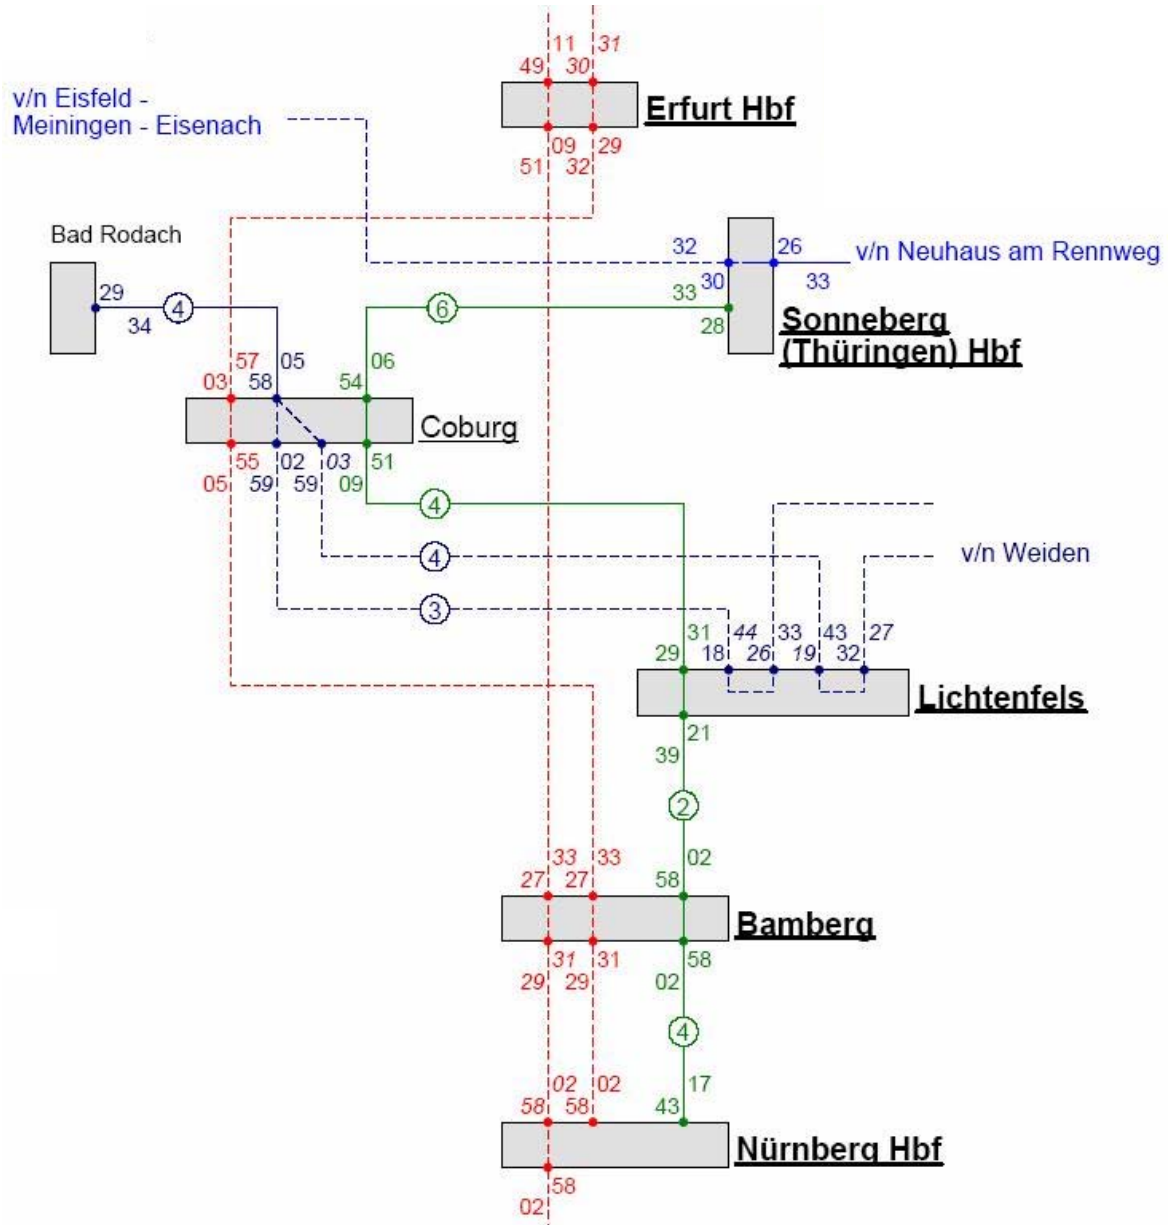 11 31
49 30
Erfurt Hbf
09 29
51 32
v/n Eisfeld -
Meiningen - Eisenach
Bad Rodach
32 26
v/n Neuhaus am Rennweg
30 33
33
28
Sonneberg
(Thüringen) Hbf
29
34
4
6
57 05 06
03 58 54
Coburg
55 02 03 51
05 59 59 09
4
4
3
v/n Weiden
31 44 33 43 27
29 18 26 19 32
Lichtenfels
21
39
2
33 33 02
27 27 58
Bamberg
31 31 58
29 29 02
4
02 02 17
58 58 43
Nürnberg Hbf
58
02